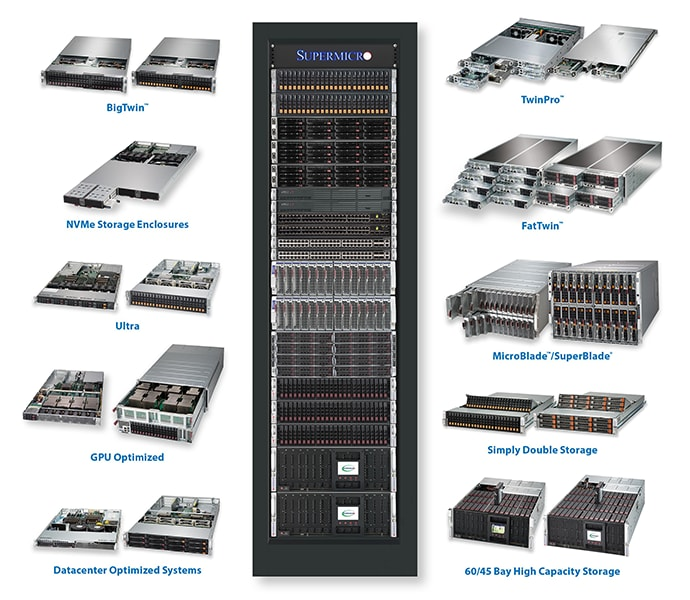 SUPERMICRO
BigTwin™
TwinPro™
NVMe Storage Enclosures
FatTwin™
Ultra
MicroBlade™/SuperBlade®
GPU Optimized
Simply Double Storage
Datacenter Optimized Systems
60/45 Bay High Capacity Storage